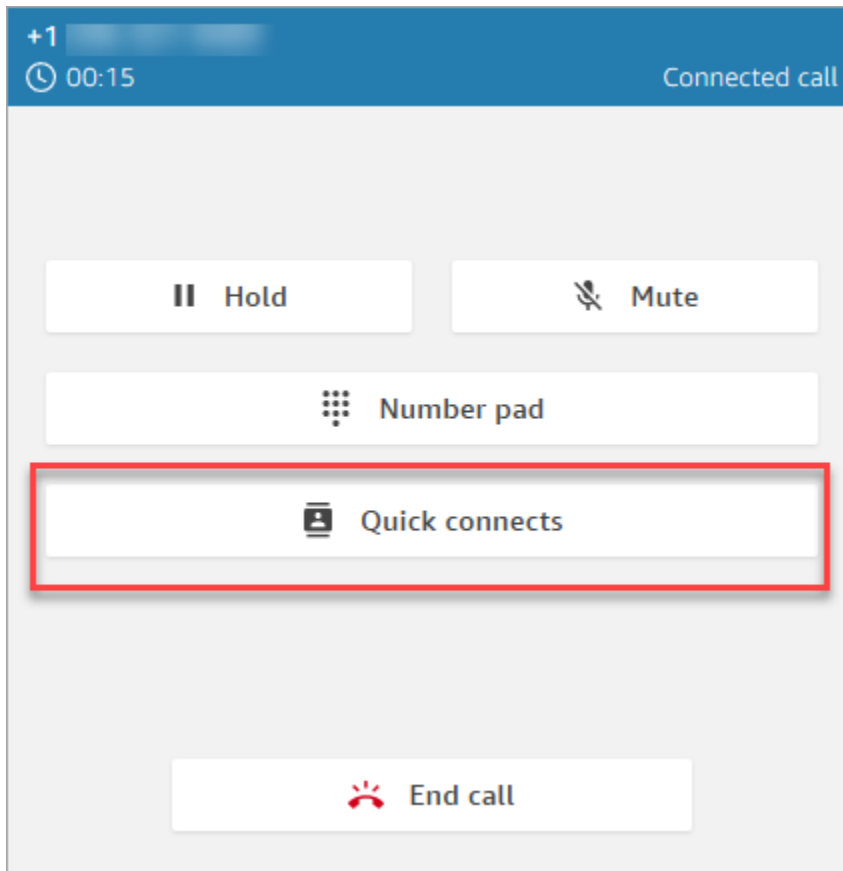 +1
00:15
Connected call
Hold
Mute
Number pad
Quick connects
End call